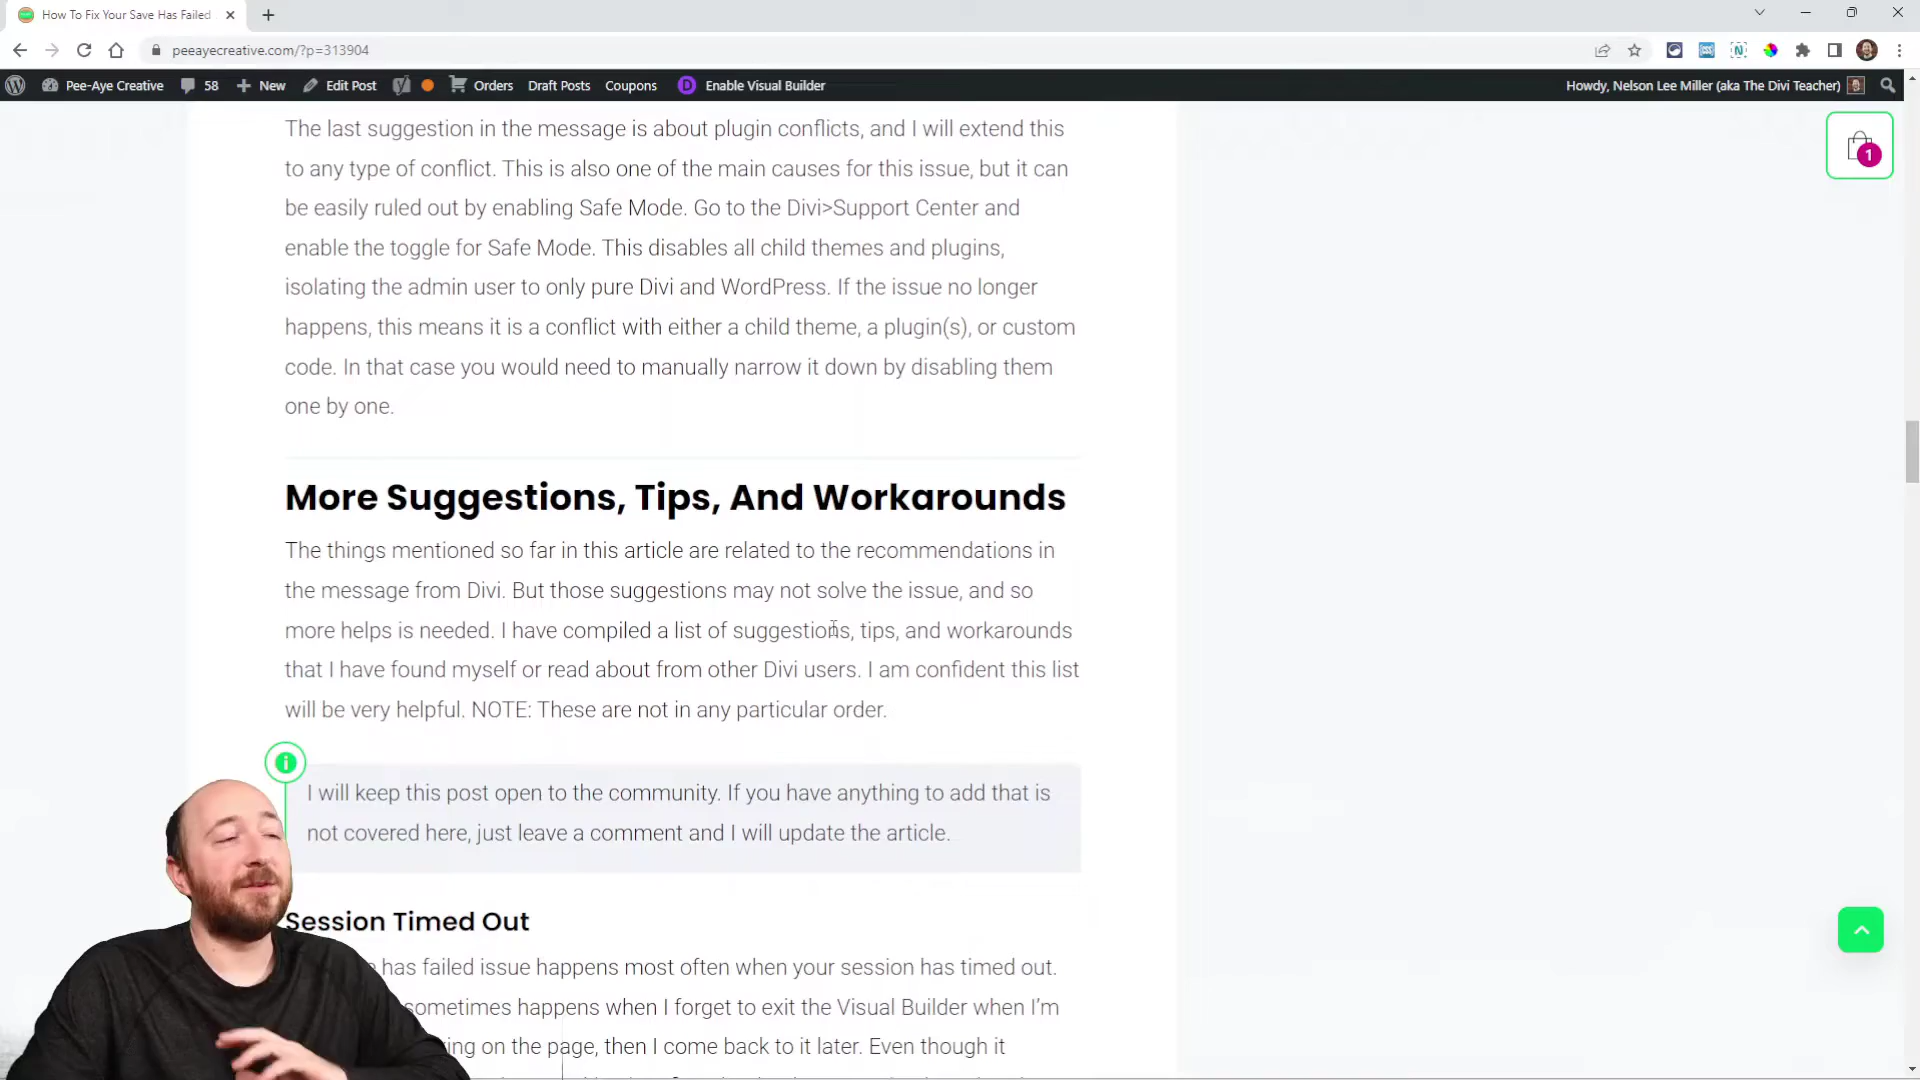 How To Fix Your Save Has Failed
peeayecreative.com/?p=313904
Pee-Aye Creative 58 New Edit Post Orders Draft Posts Coupons D Enable Visual Builder Howdy, Nelson Lee Miller (aka The Divi Teacher)
The last suggestion in the message is about plugin conflicts, and I will extend this
1
to any type of conflict. This is also one of the main causes for this issue, but it can
be easily ruled out by enabling Safe Mode. Go to the Divi>Support Center and
enable the toggle for Safe Mode. This disables all child themes and plugins,
isolating the admin user to only pure Divi and WordPress. If the issue no longer
happens, this means it is a conflict with either a child theme, a plugin(s), or custom
code. In that case you would need to manually narrow it down by disabling them
one by one.
More Suggestions, Tips, And Workarounds
The things mentioned so far in this article are related to the recommendations in
the message from Divi. But those suggestions may not solve the issue, and so
more helps is needed. I have compiled a list of suggestions, tips, and workarounds
that I have found myself or read about from other Divi users. I am confident this list
will be very helpful. NOTE: These are not in any particular order.
I will keep this post open to the community. If you have anything to add that is
not covered here, just leave a comment and I will update the article.
Session Timed Out
has failed issue happens most often when your session has timed out.
sometimes happens when I forget to exit the Visual Builder when I'm
on the page, then I come back to it later. Even though it